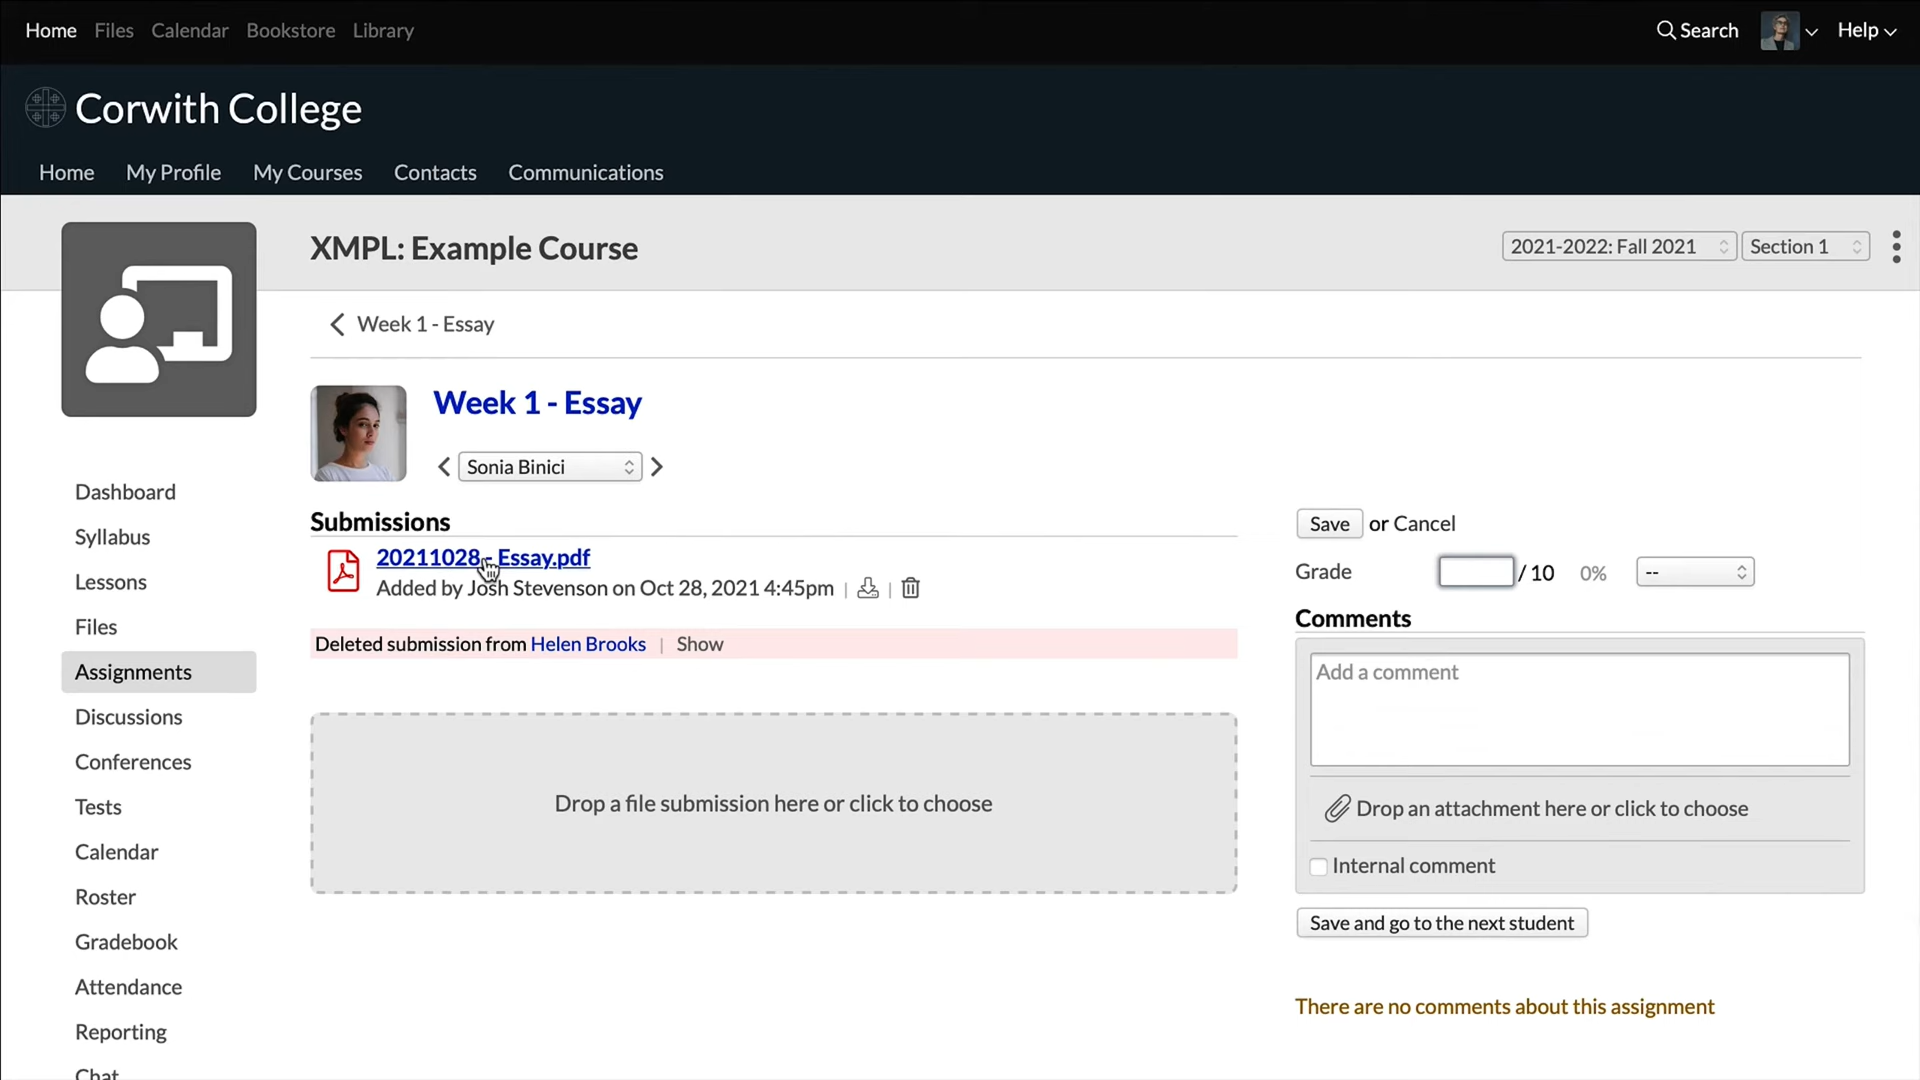 Home Files Calendar Bookstore Library Search Help
Corwith College
Home My Profile My Courses Contacts Communications
XMPL: Example Course 2021-2022: Fall 2021 Section 1
Week 1 - Essay
Week 1 - Essay
Sonia Binici
Dashboard
Syllabus
Lessons
Files
Assignments
Discussions
Conferences
Tests
Calendar
Roster
Gradebook
Attendance
Reporting
Chat
Submissions
20211028 - Essay.pdf
Added by Josh Stevenson on Oct 28, 2021 4:45pm | |
Deleted submission from Helen Brooks | Show
Drop a file submission here or click to choose
Save or Cancel
Grade / 10 0% --
Comments
Add a comment
Drop an attachment here or click to choose
Internal comment
Save and go to the next student
There are no comments about this assignment